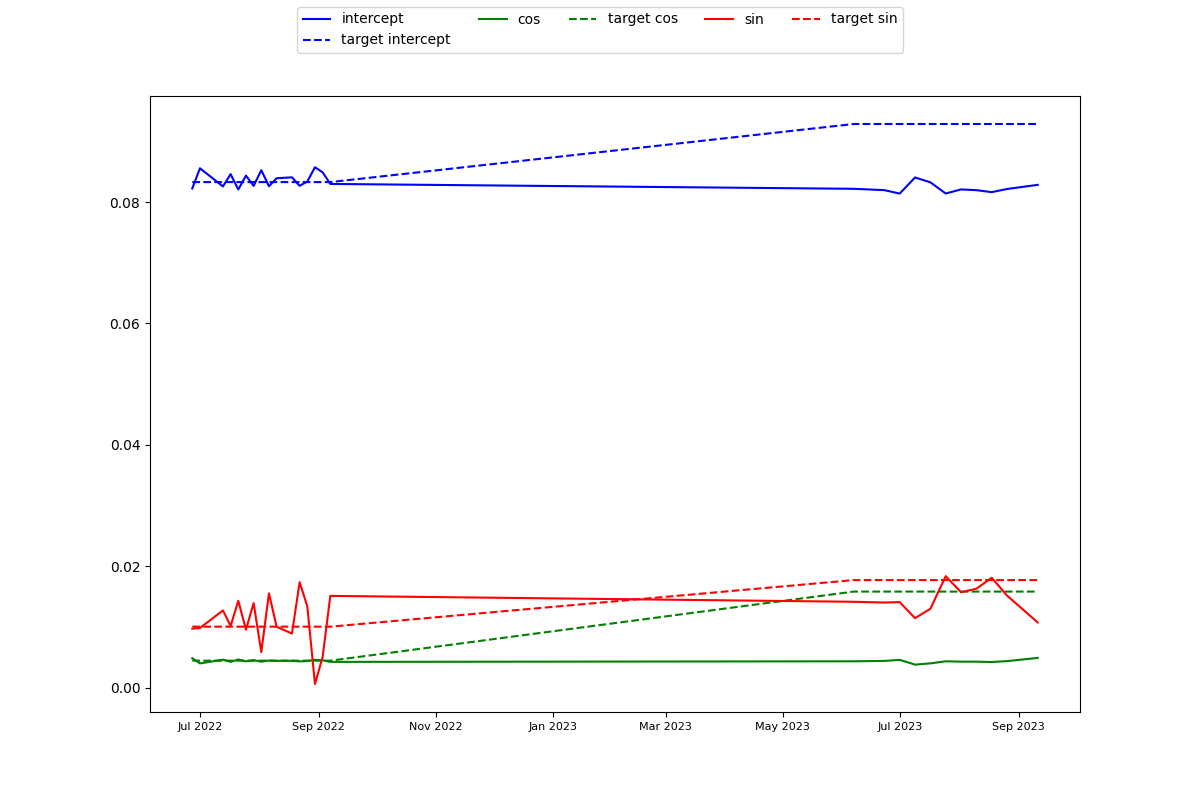 intercept cos target cos sin target sin
target intercept
0.08
0.06
0.04
0.02
0.00
Jul 2022 Sep 2022 Nov 2022 Jan 2023 Mar 2023 May 2023 Jul 2023 Sep 2023